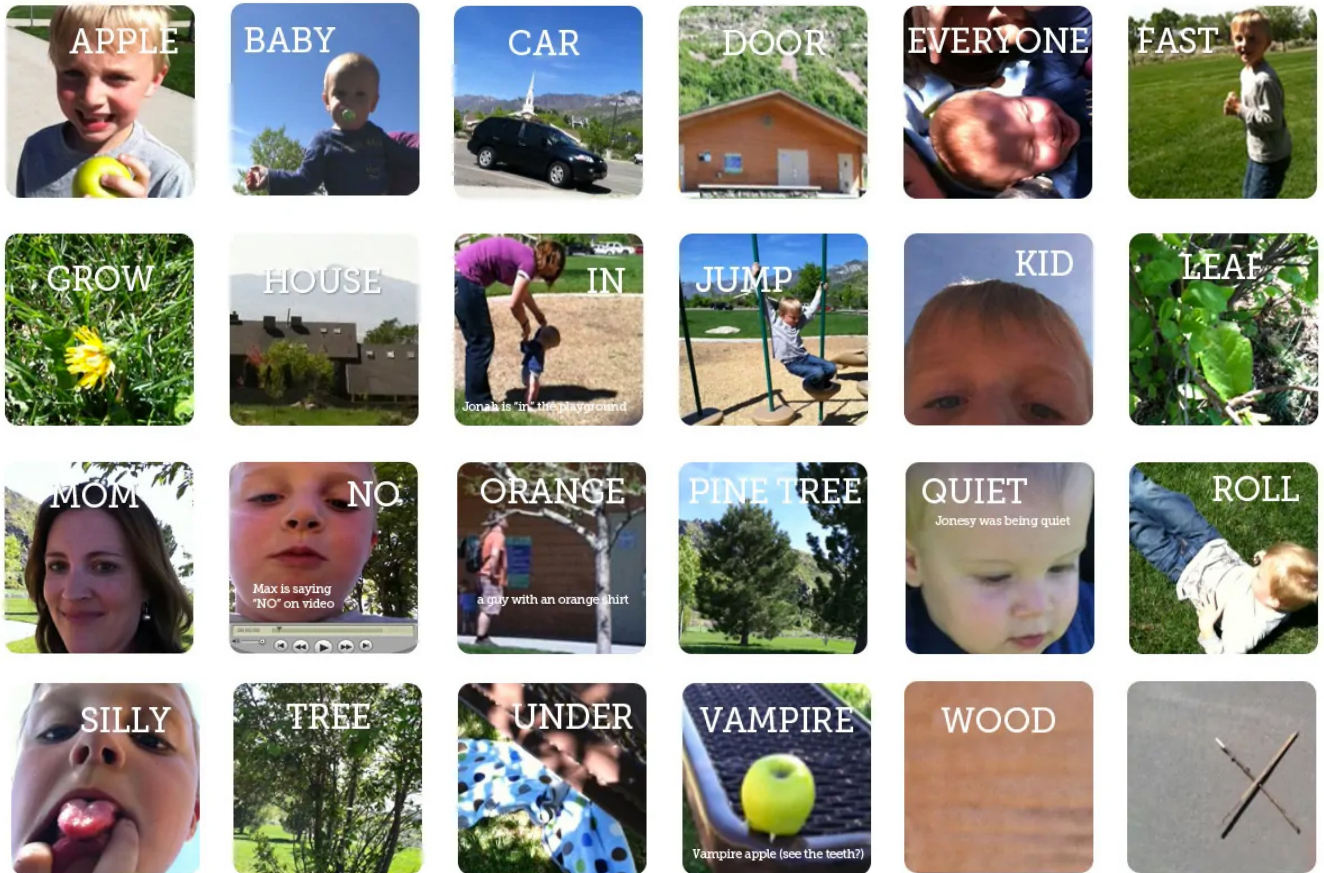 APPLE
BABY
CAR
DOOR
EVERYONE
FAST
GROW
HOUSE
IN
Jonah is "in" the playground
JUMP
KID
LEAF
MOM
NO
Max is saying
"NO" on video
ORANGE
a guy with an orange shirt
PINE TREE
QUIET
Jonesy was being quiet
ROLL
SILLY
TREE
UNDER
VAMPIRE
Vampire apple (see the teeth?)
WOOD